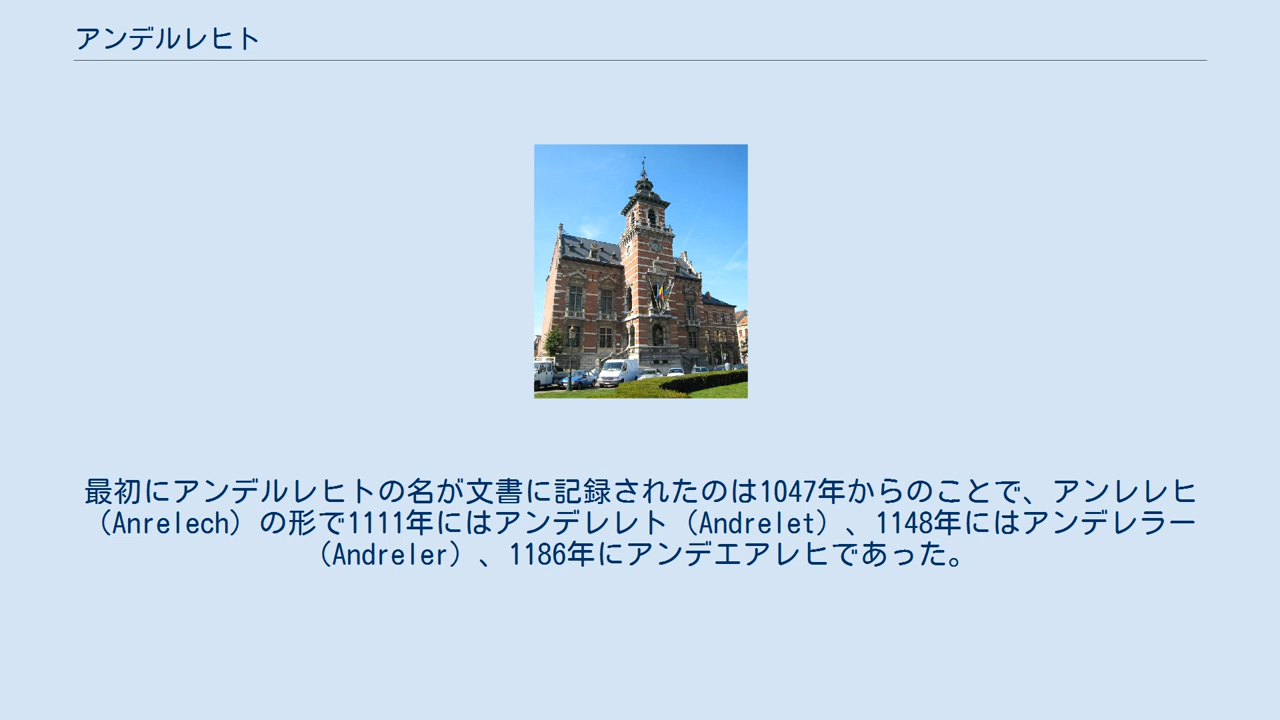 アンデルレヒト
最初にアンデルレヒトの名が文書に記録されたのは1047年からのことで、アンレレヒ
（Anrelech）の形で1111年にはアンデレレト（Andrelet）、1148年にはアンデレラー
（Andreler）、1186年にアンデエアレヒであった。